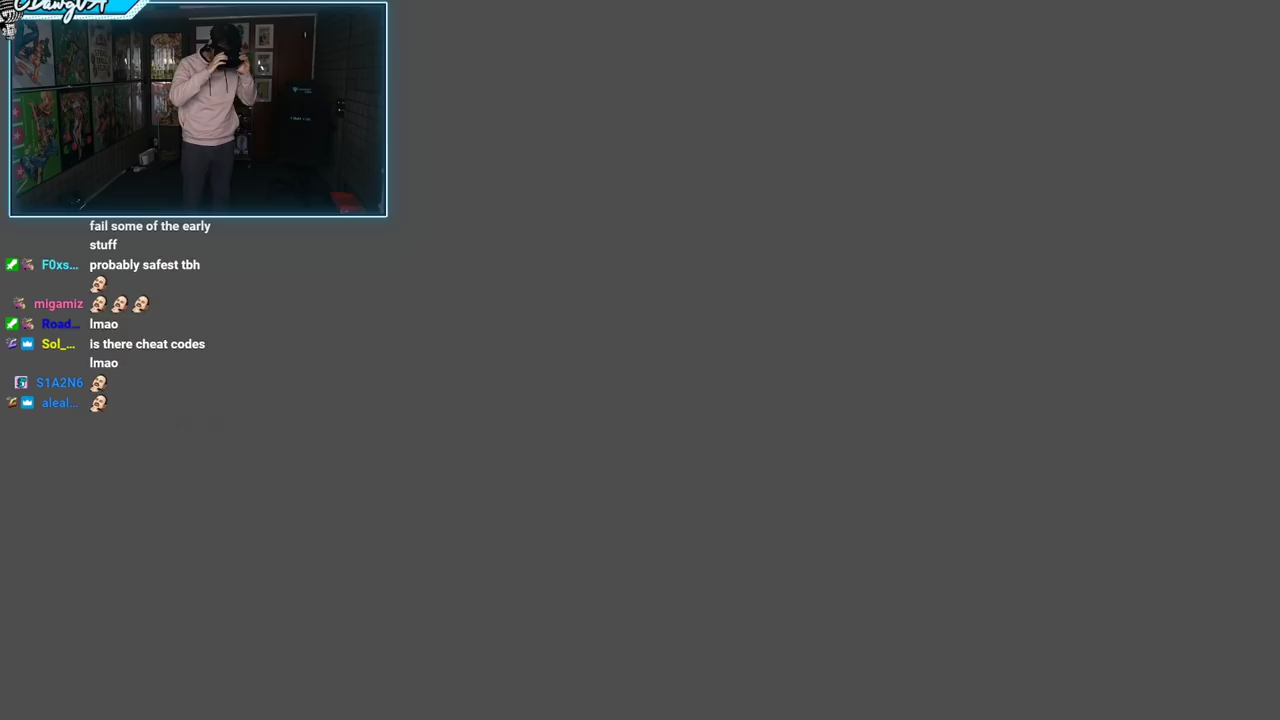 CDawgVA
fail some of the early
stuff
F0xs... probably safest tbh
migamiz
Road... lmao
Sol_... is there cheat codes
lmao
S1A2N6
aleal...